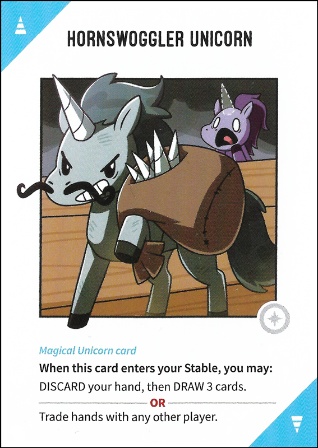 HORNSWOGGLER UNICORN
Magical Unicorn card
When this card enters your Stable, you may:
DISCARD your hand, then DRAW 3 cards.
OR
Trade hands with any other player.